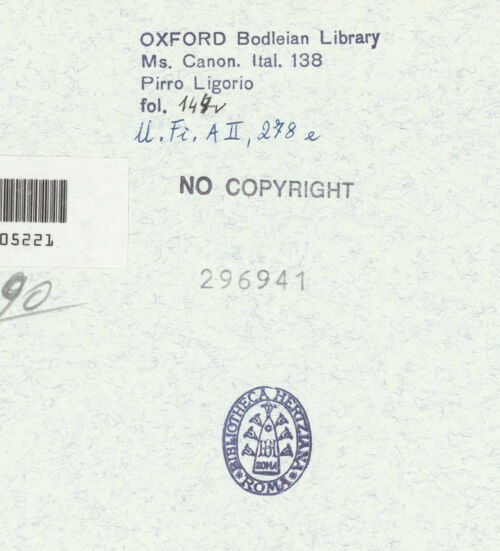 OXFORD Bodleian Library
Ms. Canon. Ital. 138
Pirro Ligorio
fol. 147v
U. Fi. A II, 278 e
NO COPYRIGHT
05221
296941
90
BIBLIOTHECA HERTZIANA
ROMA
ROMA